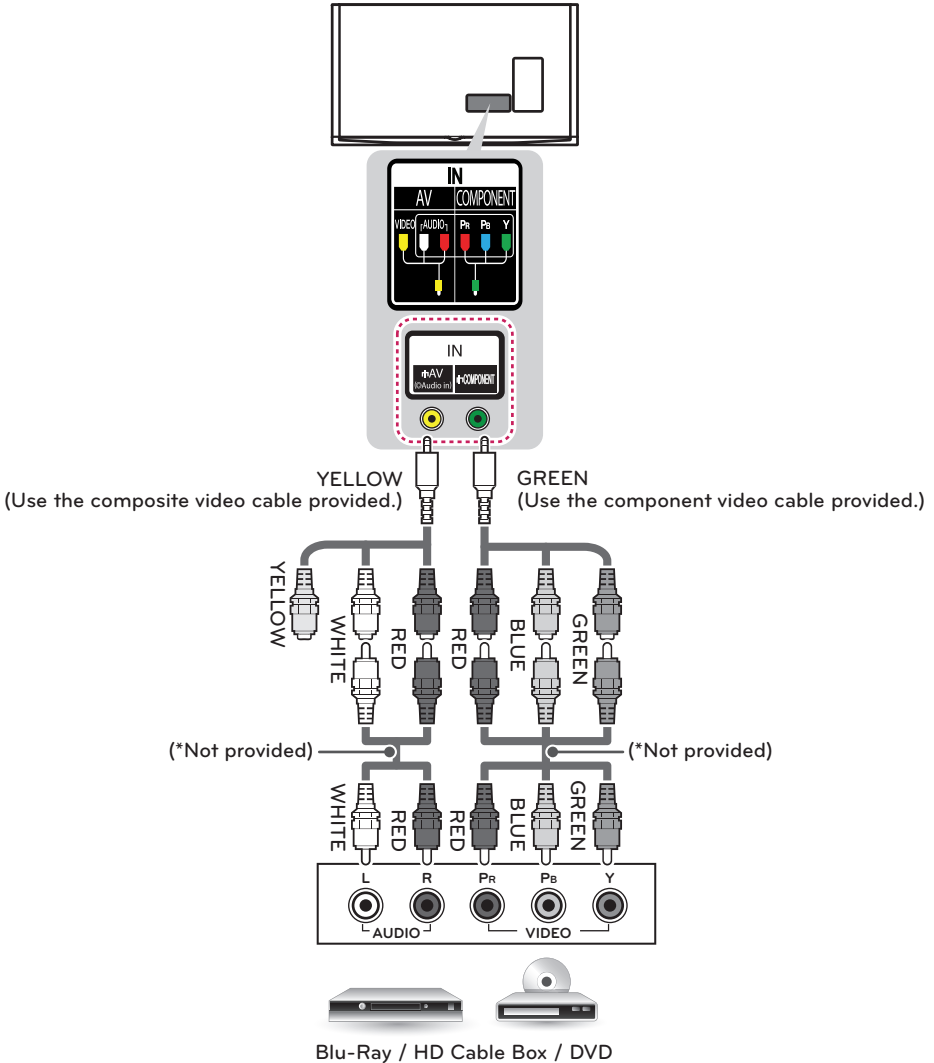 IN
AV COMPONENT
VIDEO AUDIO PR PB Y
IN
AV COMPONENT
(Audio in)
YELLOW GREEN
(Use the composite video cable provided.) (Use the component video cable provided.)
YELLOW WHITE RED RED BLUE GREEN
(*Not provided) (*Not provided)
WHITE RED RED BLUE GREEN
L R PR PB Y
AUDIO VIDEO
Blu-Ray / HD Cable Box / DVD